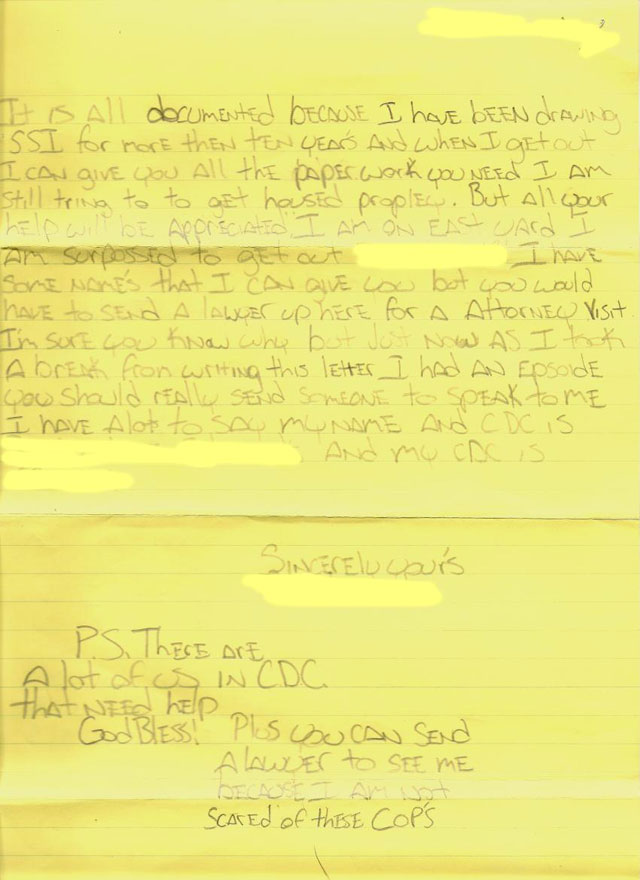 It is All documented because I have been drawing
SSI for more then ten year's And when I get out
I can give you All the paper work you need I am
still tring to to get housed propley. But All your
help will be Appreciated. I Am on East yard I
Am surpossed to get out I have
some name's that I can give you but you would
have to send A lawyer up here for A Attorney Visit
I'm sure you know why but just now As I took
A break from writing this letter I had An Epsoide
you should really send someone to speak to me
I have Alot to say my name And CDC is
And my CDC is
Sincerely your's
P.S. There are
A lot of us in CDC
that need help
God Bless! Plus you can send
A lawyer to see me
because I am not
scared of these Cop's